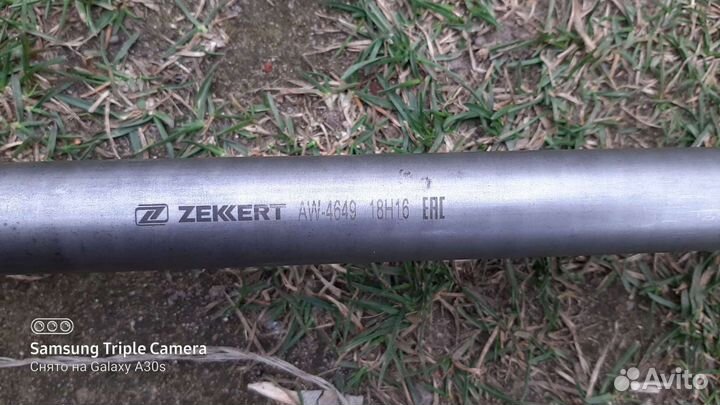 ZEKKERT AW-4649 18H16 EAC
Samsung Triple Camera
Снято на Galaxy A30s
Avito